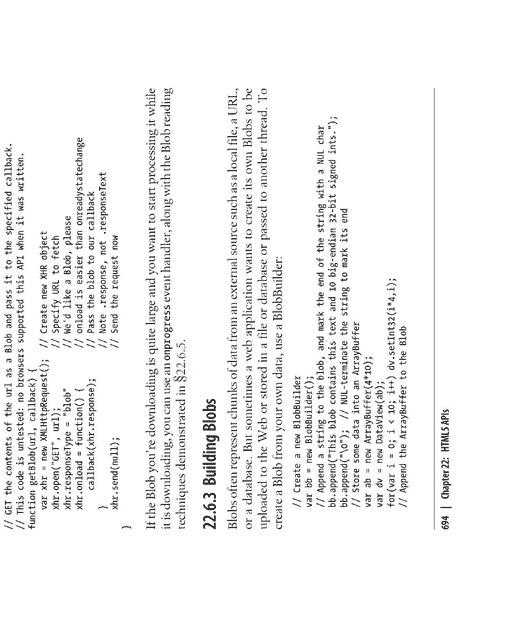 // GET the contents of the url as a Blob and pass it to the specified callback.
// This code is untested: no browsers supported this API when it was written.
function getBlob(url, callback) {
var xhr = new XMLHttpRequest(); // Create new XHR object
xhr.open("GET", url); // Specify URL to fetch
xhr.responseType = "blob" // We'd like a Blob, please
xhr.onload = function() { // onload is easier than onreadystatechange
callback(xhr.response); // Pass the blob to our callback
} // Note .response, not .responseText
xhr.send(null); // Send the request now
}
If the Blob you're downloading is quite large and you want to start processing it while
it is downloading, you can use an onprogress event handler, along with the Blob reading
techniques demonstrated in §22.6.5.
22.6.3 Building Blobs
Blobs often represent chunks of data from an external source such as a local file, a URL,
or a database. But sometimes a web application wants to create its own Blobs to be
uploaded to the Web or stored in a file or database or passed to another thread. To
create a Blob from your own data, use a BlobBuilder:
// Create a new BlobBuilder
var bb = new BlobBuilder();
// Append a string to the blob, and mark the end of the string with a NUL char
bb.append("This blob contains this text and 10 big-endian 32-bit signed ints.");
bb.append("\0"); // NUL-terminate the string to mark its end
// Store some data into an ArrayBuffer
var ab = new ArrayBuffer(4*10);
var dv = new DataView(ab);
for(var i = 0; i < 10; i++) dv.setInt32(i*4,i);
// Append the ArrayBuffer to the Blob
694 | Chapter 22: HTML5 APIs